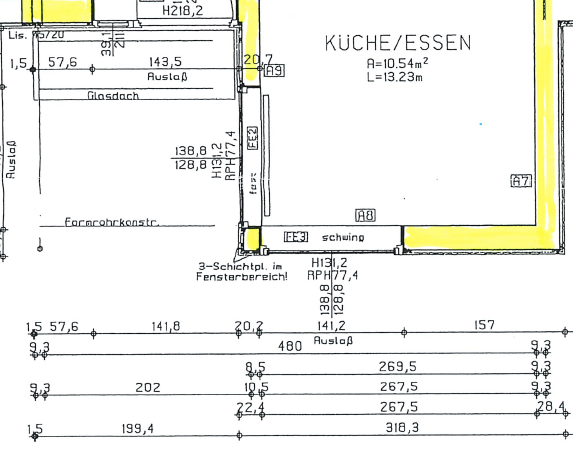 H218,2
Lis. 75/20
39,1
211
KÜCHE/ESSEN
A=10.54m²
L=13.23m
1,5 57,6 143,5 20,7
A9
Auslaß
Glasdach
Auslaß
138,8
128,8
H131,2
RPH77,4
FE2
fest
A7
A8
Formrohrkonstr.
FE3 schwing
3-Schichtpl. im
Fensterbereich!
H131,2
RPH77,4
138,8
128,8
1,5 57,6 141,8 20,2 141,2 157
Auslaß
9,3 480 9,3
8,5 269,5 9,3
9,3 202 10,5 267,5 9,3
22,4 267,5 28,4
1,5 199,4 318,3